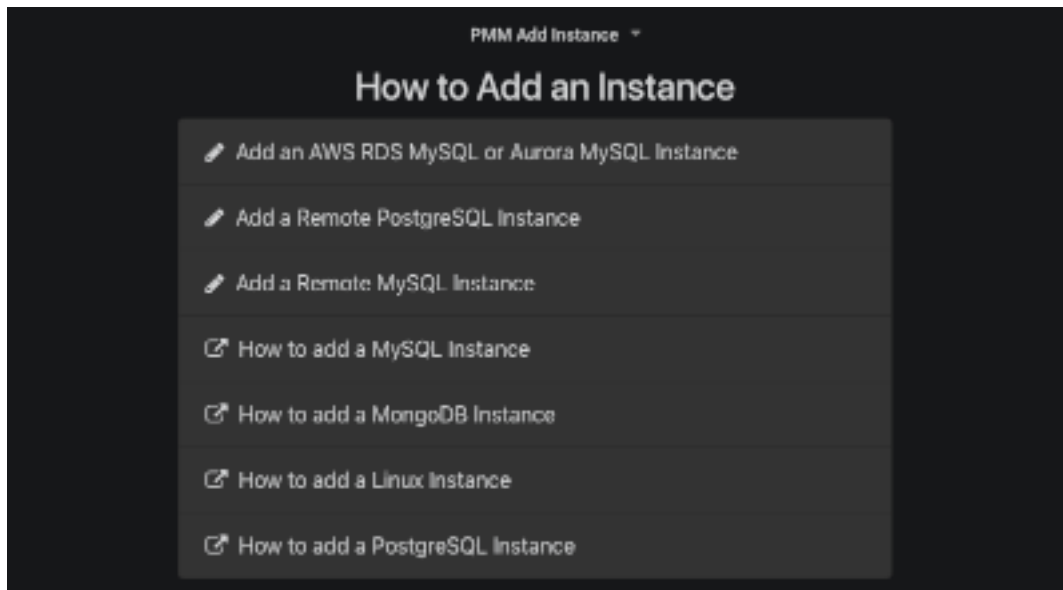 PMM Add Instance
How to Add an Instance
Add an AWS RDS MySQL or Aurora MySQL Instance
Add a Remote PostgreSQL Instance
Add a Remote MySQL Instance
How to add a MySQL Instance
How to add a MongoDB Instance
How to add a Linux Instance
How to add a PostgreSQL Instance